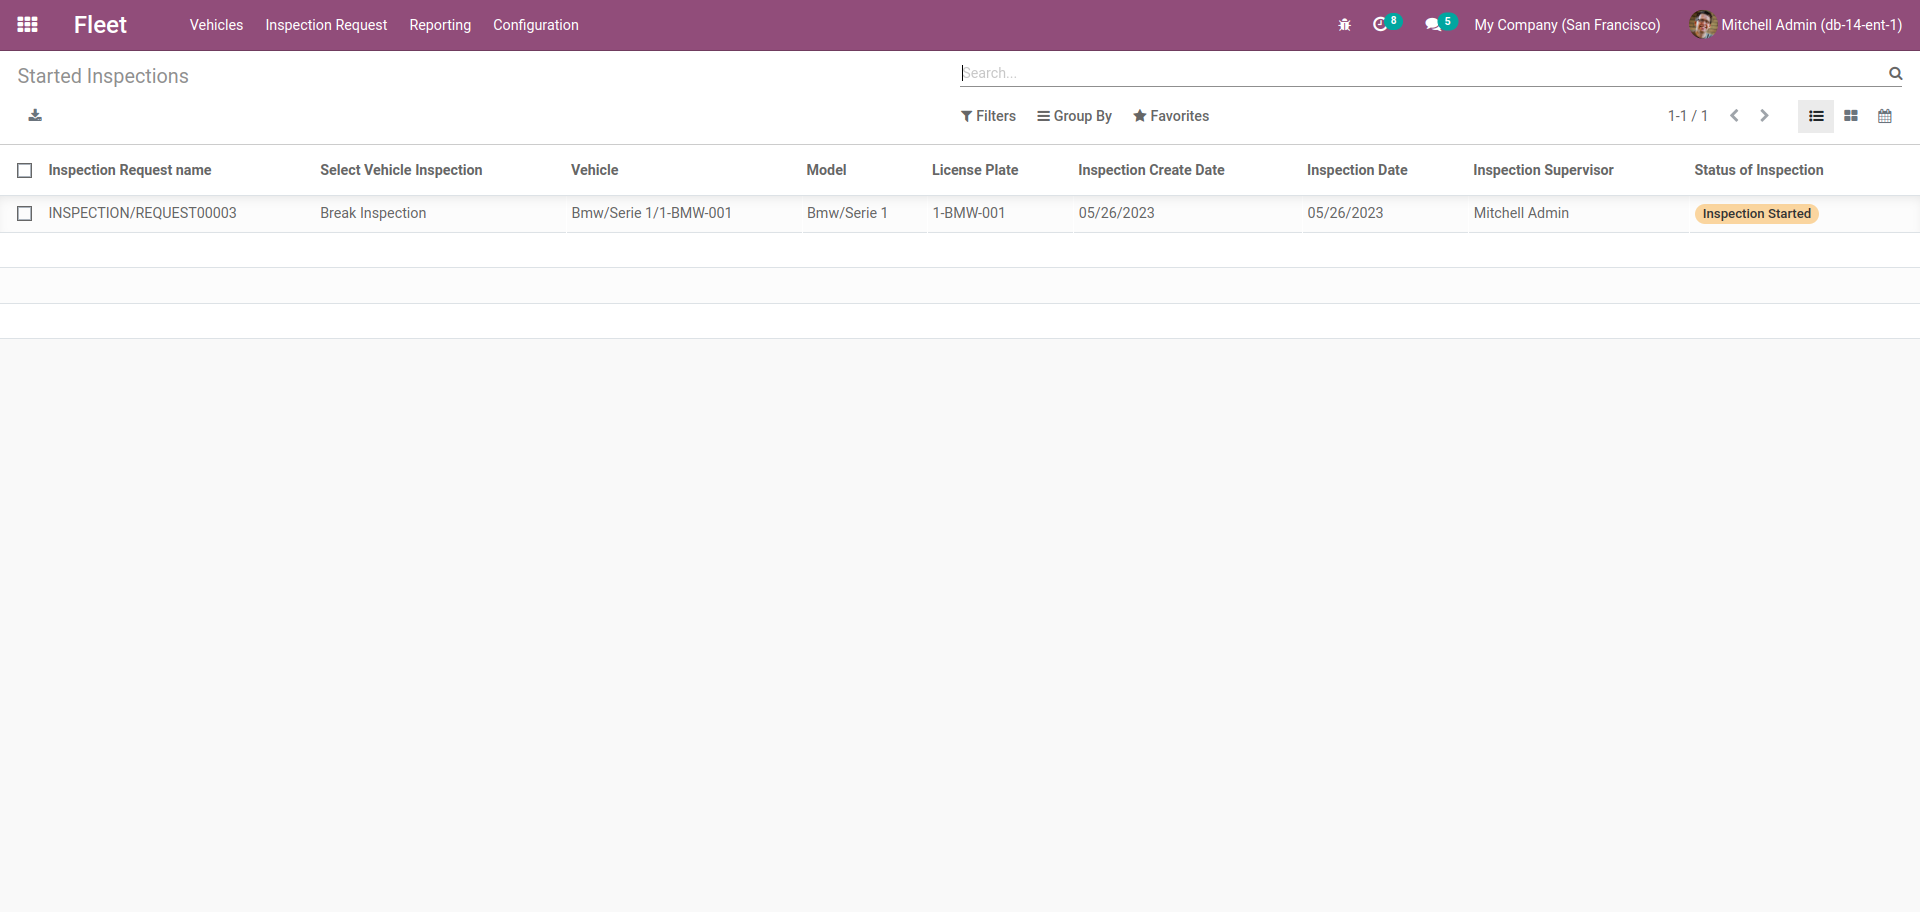 Fleet Vehicles Inspection Request Reporting Configuration 8 5 My Company (San Francisco) Mitchell Admin (db-14-ent-1)
Started Inspections Search...
Filters Group By Favorites 1-1 / 1
Inspection Request name Select Vehicle Inspection Vehicle Model License Plate Inspection Create Date Inspection Date Inspection Supervisor Status of Inspection
INSPECTION/REQUEST00003 Break Inspection Bmw/Serie 1/1-BMW-001 Bmw/Serie 1 1-BMW-001 05/26/2023 05/26/2023 Mitchell Admin Inspection Started